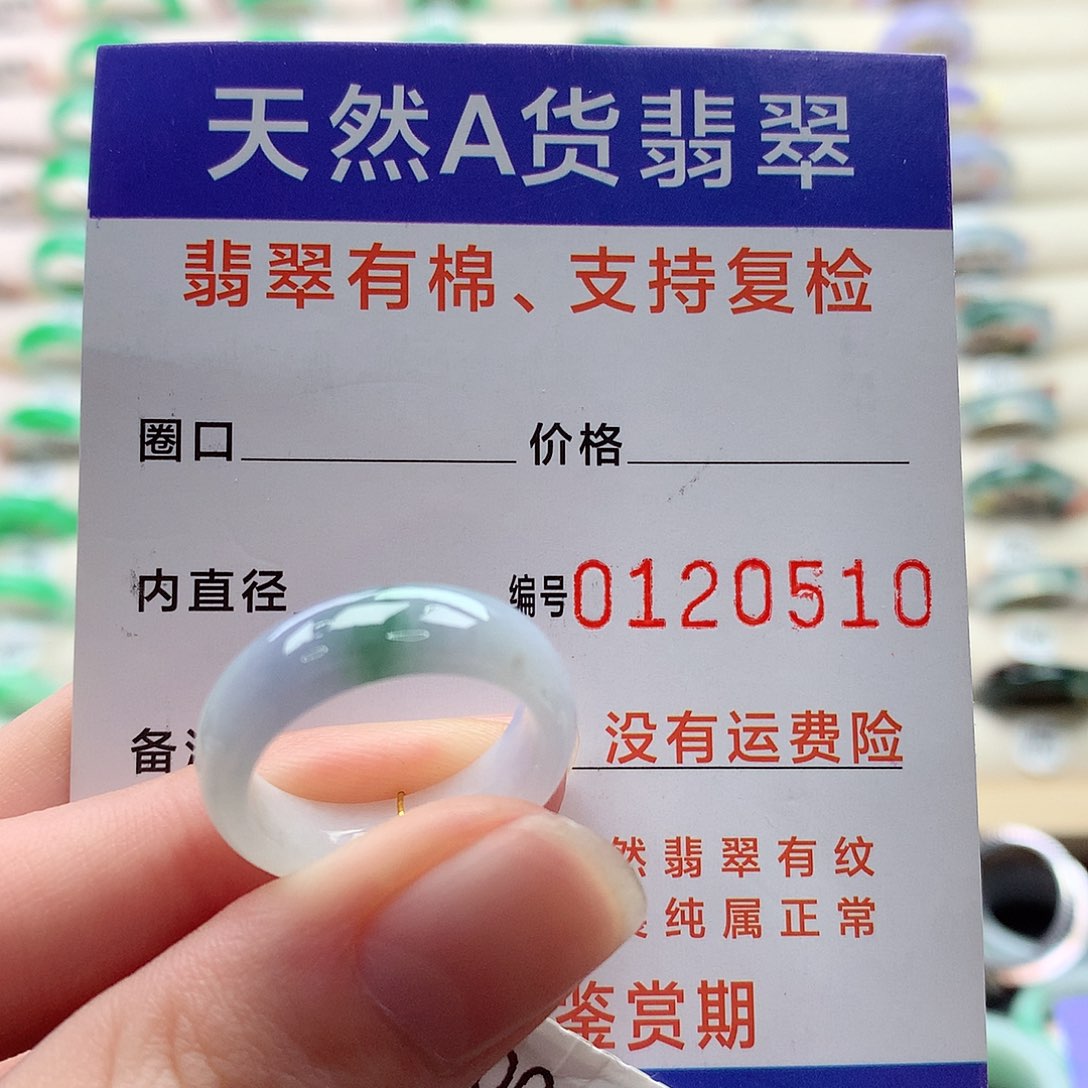 天然A货翡翠
翡翠有棉、支持复检
圈口 价格
内直径 编号0120510
备 没有运费险
然翡翠有纹
纯属正常
鉴赏期